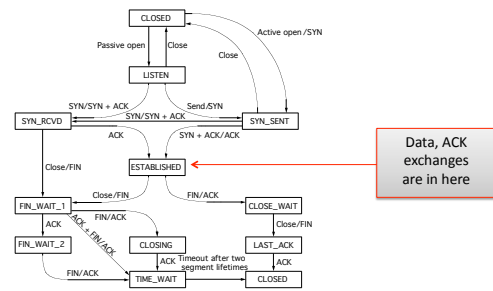 CLOSED
Active open /SYN
Passive open
Close
Close
LISTEN
SYN/SYN + ACK
Send/SYN
SYN/SYN + ACK
SYN_RCVD
SYN_SENT
ACK
SYN + ACK/ACK
Data, ACK
exchanges
are in here
Close/FIN
ESTABLISHED
Close/FIN
FIN/ACK
FIN_WAIT_1
CLOSE_WAIT
FIN/ACK
ACK
ACK + FIN/ACK
Close/FIN
FIN_WAIT_2
CLOSING
LAST_ACK
ACK
Timeout after two
segment lifetimes
ACK
FIN/ACK
TIME_WAIT
CLOSED